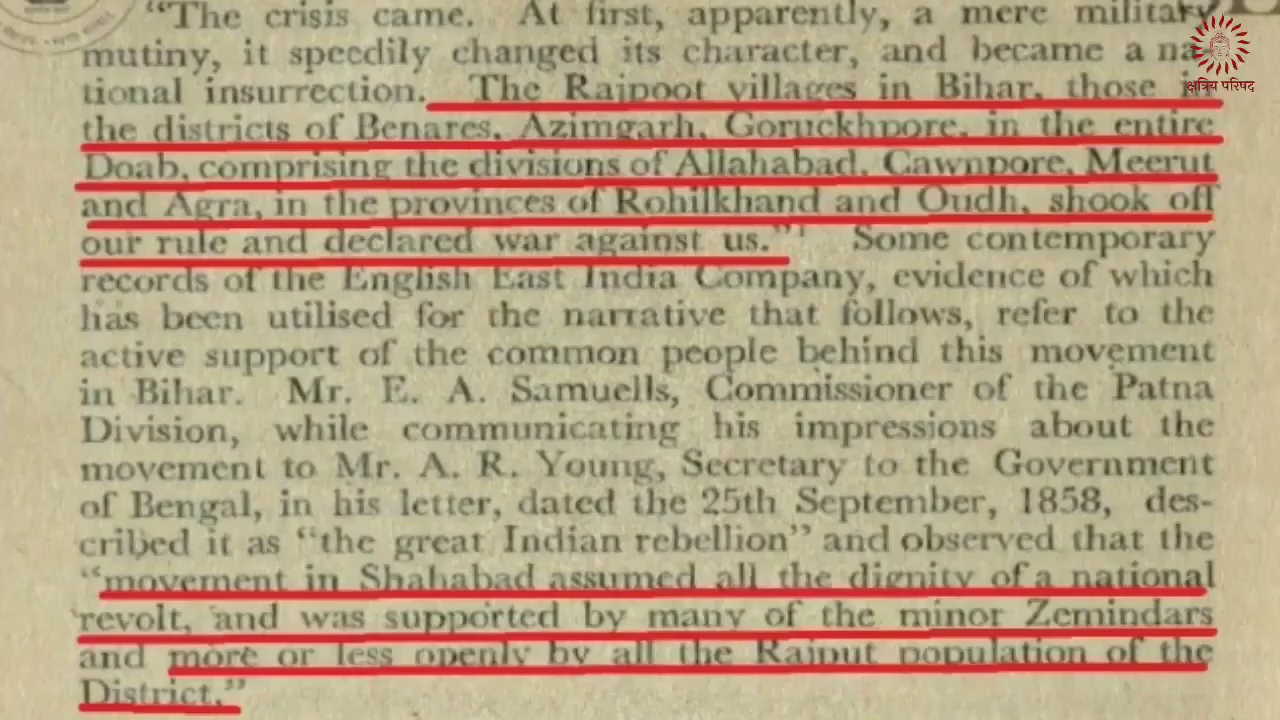 "The crisis came. At first, apparently, a mere military
mutiny, it speedily changed its character, and became a na-
tional insurrection. The Rajpoot villages in Bihar, those in
the districts of Benares, Azimgarh, Goruckhpore, in the entire
Doab, comprising the divisions of Allahabad, Cawnpore, Meerut
and Agra, in the provinces of Rohilkhand and Oudh, shook off
our rule and declared war against us."¹ Some contemporary
records of the English East India Company, evidence of which
has been utilised for the narrative that follows, refer to the
active support of the common people behind this movement
in Bihar. Mr. E. A. Samuells, Commissioner of the Patna
Division, while communicating his impressions about the
movement to Mr. A. R. Young, Secretary to the Government
of Bengal, in his letter, dated the 25th September, 1858, des-
cribed it as "the great Indian rebellion" and observed that the
"movement in Shahabad assumed all the dignity of a national
revolt, and was supported by many of the minor Zemindars
and more or less openly by all the Rajput population of the
District."
क्षत्रिय परिषद